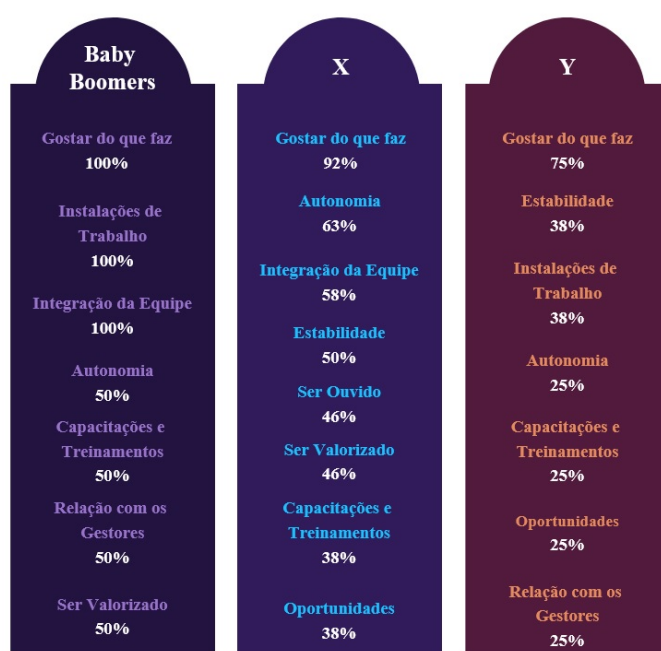 Baby
Boomers
Gostar do que faz
100%
Instalações de
Trabalho
100%
Integração da Equipe
100%
Autonomia
50%
Capacitações e
Treinamentos
50%
Relação com os
Gestores
50%
Ser Valorizado
50%
X
Gostar do que faz
92%
Autonomia
63%
Integração da Equipe
58%
Estabilidade
50%
Ser Ouvido
46%
Ser Valorizado
46%
Capacitações e
Treinamentos
38%
Oportunidades
38%
Y
Gostar do que faz
75%
Estabilidade
38%
Instalações de
Trabalho
38%
Autonomia
25%
Capacitações e
Treinamentos
25%
Oportunidades
25%
Relação com os
Gestores
25%